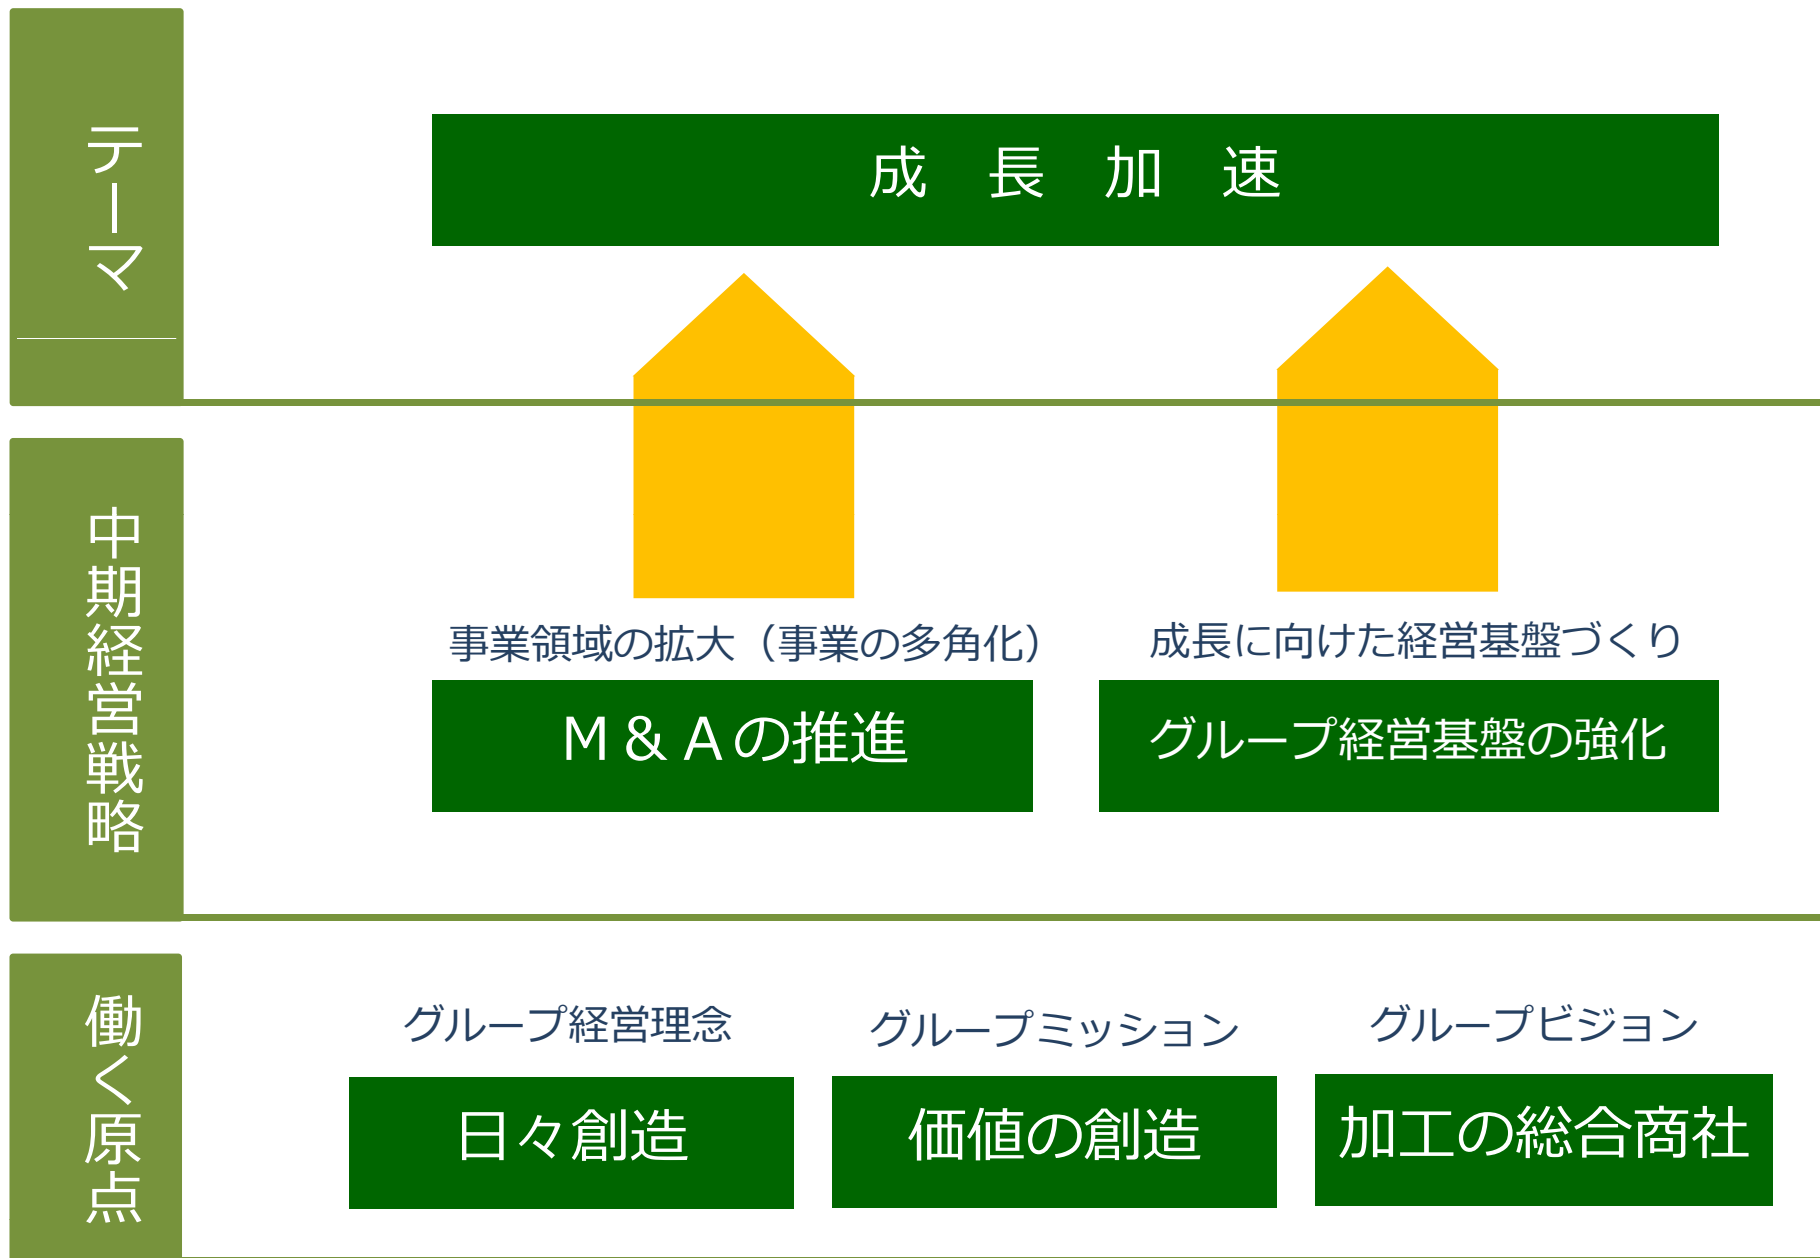 テーマ
成　長　加　速
中期経営戦略
事業領域の拡大（事業の多角化）
成長に向けた経営基盤づくり
Ｍ＆Ａの推進
グループ経営基盤の強化
働く原点
グループ経営理念
グループミッション
グループビジョン
日々創造
価値の創造
加工の総合商社